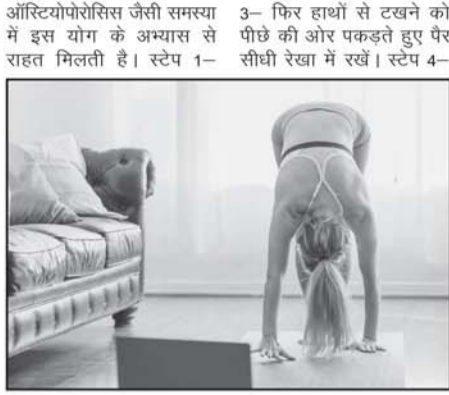 ऑस्टियोपोरोसिस जैसी समस्या
में इस योग के अभ्यास से
राहत मिलती है। स्टेप 1–
3– फिर हाथों से टखने को
पीछे की ओर पकड़ते हुए पैर
सीधी रेखा में रखें। स्टेप 4–